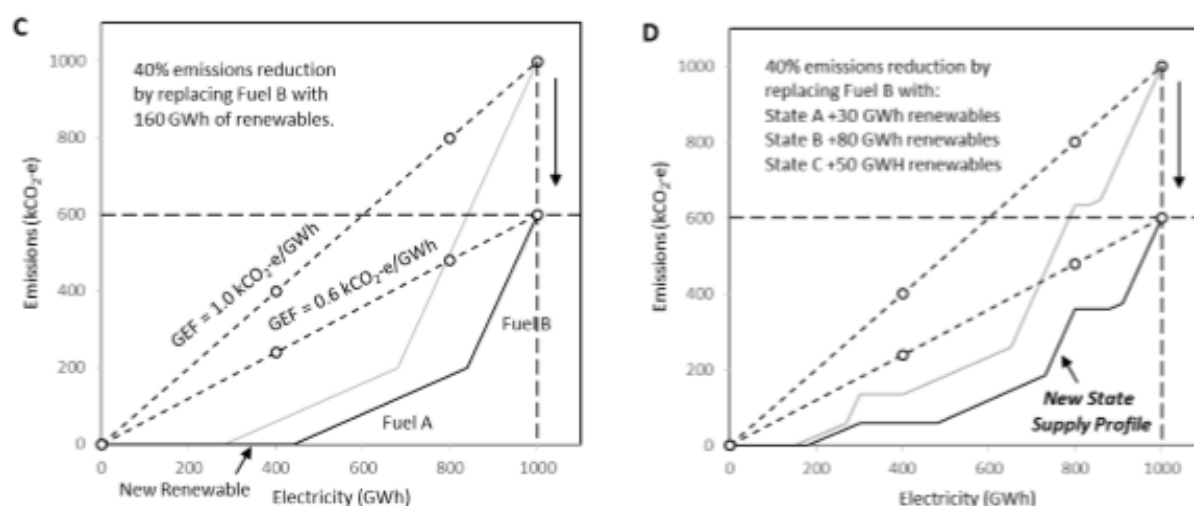 C
Emissions (kCO₂-e)
1000
800
600
400
200
0
40% emissions reduction
by replacing Fuel B with
160 GWh of renewables.
GEF = 1.0 kCO₂-e/GWh
GEF = 0.6 kCO₂-e/GWh
Fuel B
Fuel A
0 200 400 600 800 1000
New Renewable
Electricity (GWh)
D
Emissions (kCO₂-e)
1000
800
600
400
200
0
40% emissions reduction by
replacing Fuel B with:
State A +30 GWh renewables
State B +80 GWh renewables
State C +50 GWH renewables
New State
Supply Profile
0 200 400 600 800 1000
Electricity (GWh)